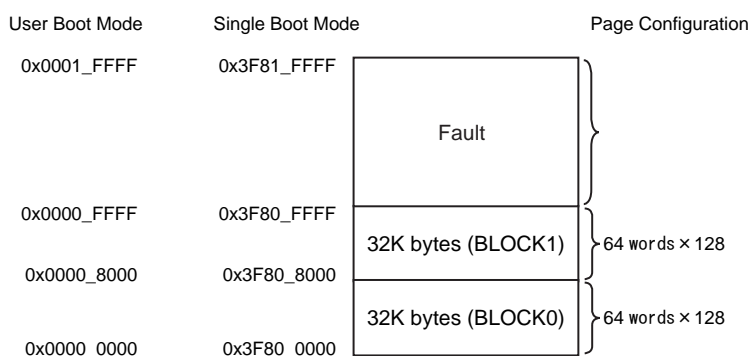 User Boot Mode Single Boot Mode Page Configuration
0x0001_FFFF 0x3F81_FFFF
Fault
0x0000_FFFF 0x3F80_FFFF
32K bytes (BLOCK1) 64 words×128
0x0000_8000 0x3F80_8000
32K bytes (BLOCK0) 64 words×128
0x0000_0000 0x3F80_0000